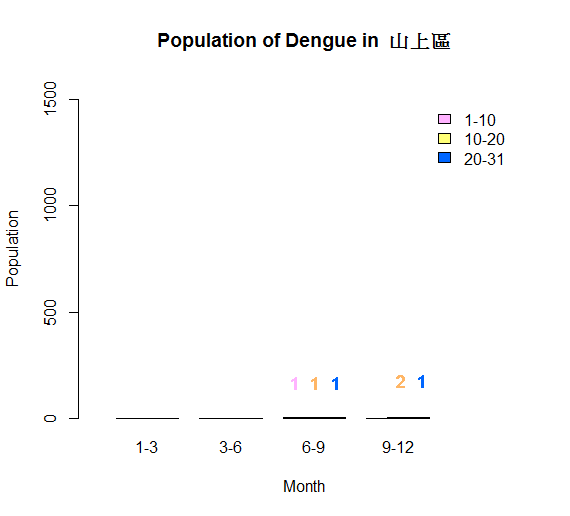 Population of Dengue in 山上區
1500
1000
500
0
Population
1-10
10-20
20-31
1 1 1 2 1
1-3 3-6 6-9 9-12
Month